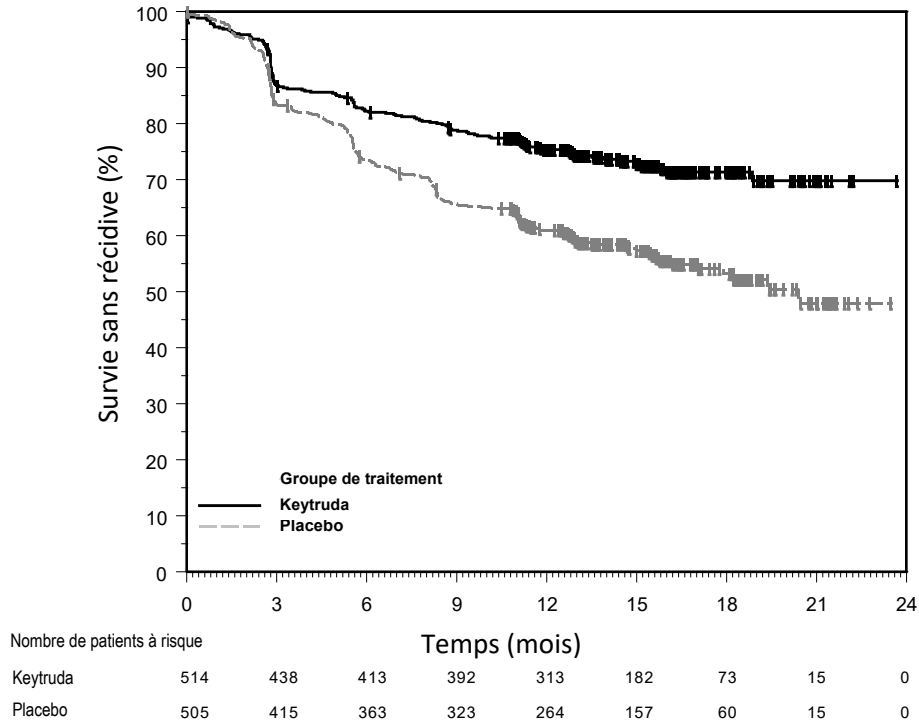 100
90
80
70
60
50
40
30
20
10
0
Survie sans récidive (%)
Groupe de traitement
Keytruda
Placebo
0 3 6 9 12 15 18 21 24
Temps (mois)
Nombre de patients à risque
Keytruda 514 438 413 392 313 182 73 15 0
Placebo 505 415 363 323 264 157 60 15 0